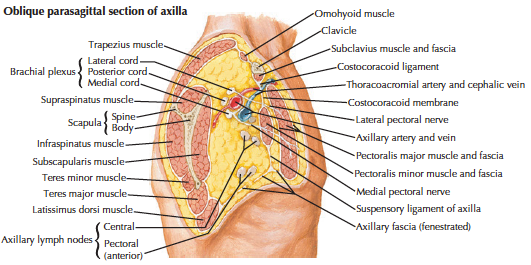 Oblique parasagittal section of axilla
Trapezius muscle
Brachial plexus
Lateral cord
Posterior cord
Medial cord
Supraspinatus muscle
Scapula
Spine
Body
Infraspinatus muscle
Subscapularis muscle
Teres minor muscle
Teres major muscle
Latissimus dorsi muscle
Axillary lymph nodes
Central
Pectoral
(anterior)
Omohyoid muscle
Clavicle
Subclavius muscle and fascia
Costocoracoid ligament
Thoracoacromial artery and cephalic vein
Costocoracoid membrane
Lateral pectoral nerve
Axillary artery and vein
Pectoralis major muscle and fascia
Pectoralis minor muscle and fascia
Medial pectoral nerve
Suspensory ligament of axilla
Axillary fascia (fenestrated)